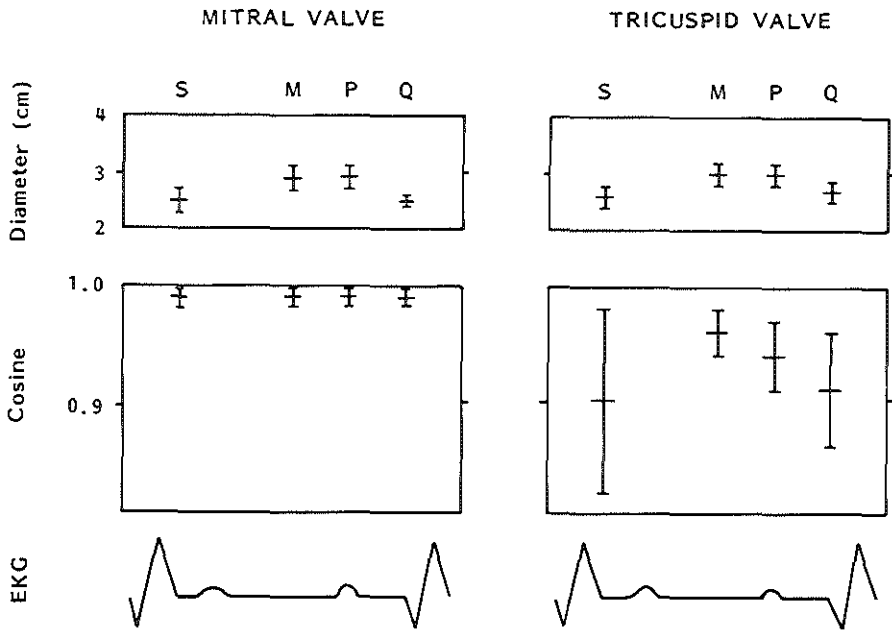 MITRAL VALVE
TRICUSPID VALVE
S M P Q
S M P Q
Diameter (cm)
4
3
2
Cosine
1.0
0.9
EKG